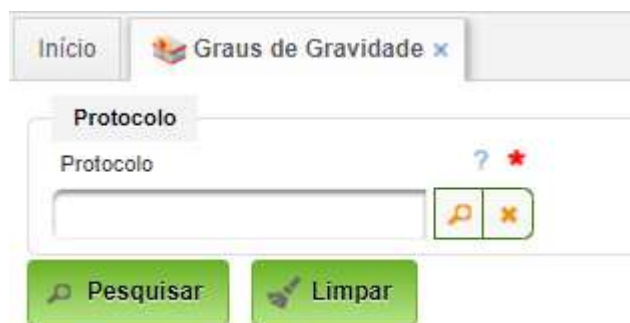 Início Graus de Gravidade ×
Protocolo
Protocolo ? *
Pesquisar Limpar